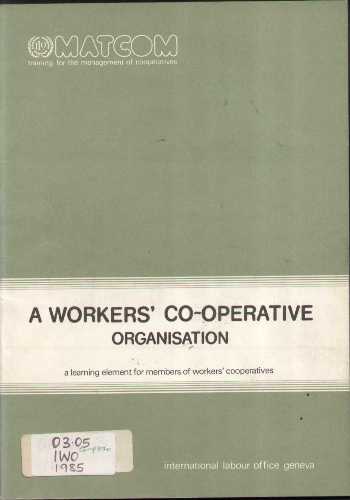 MATCOM
training for the management of cooperatives
A WORKERS' CO-OPERATIVE
ORGANISATION
a learning element for members of workers' cooperatives
03.05
IWO
1985
international labour office geneva